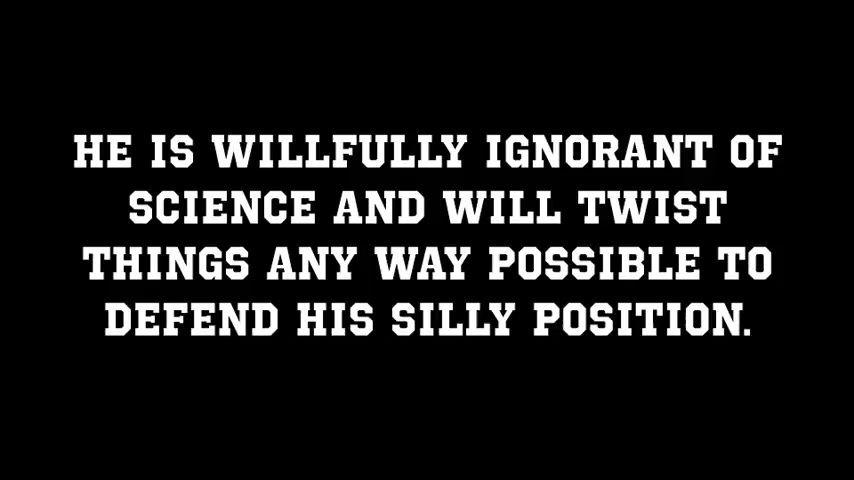 HE IS WILLFULLY IGNORANT OF
SCIENCE AND WILL TWIST
THINGS ANY WAY POSSIBLE TO
DEFEND HIS SILLY POSITION.